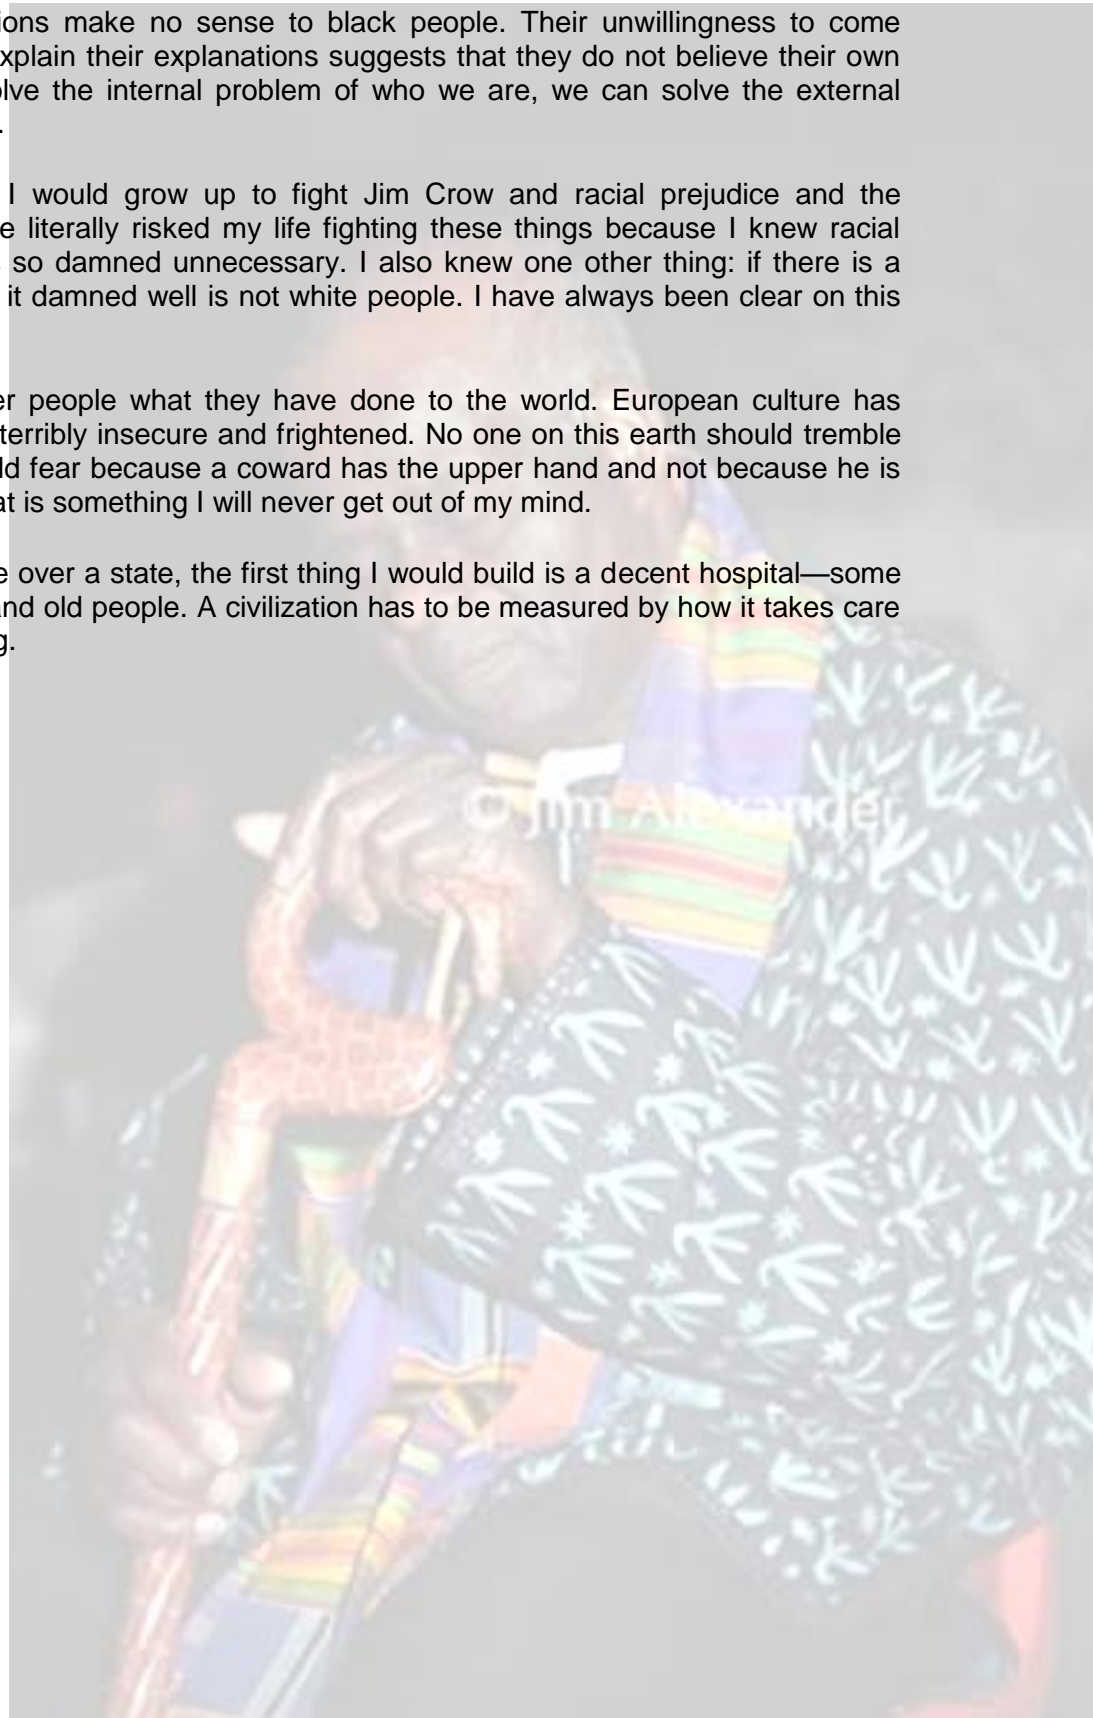 ions make no sense to black people. Their unwillingness to come
xplain their explanations suggests that they do not believe their own
olve the internal problem of who we are, we can solve the external
.
I would grow up to fight Jim Crow and racial prejudice and the
e literally risked my life fighting these things because I knew racial
so damned unnecessary. I also knew one other thing: if there is a
it damned well is not white people. I have always been clear on this
er people what they have done to the world. European culture has
terribly insecure and frightened. No one on this earth should tremble
ld fear because a coward has the upper hand and not because he is
at is something I will never get out of my mind.
e over a state, the first thing I would build is a decent hospital—some
and old people. A civilization has to be measured by how it takes care
g.
© Jim Alexander